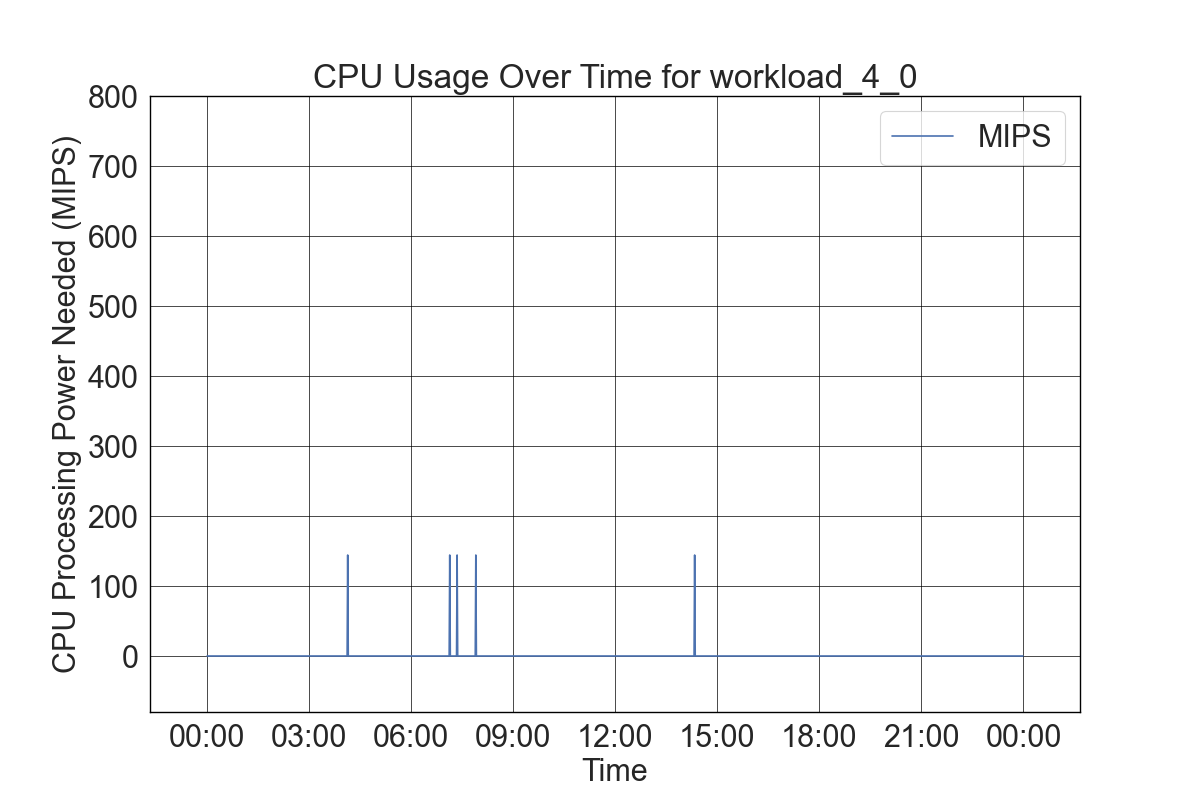 CPU Usage Over Time for workload_4_0
CPU Processing Power Needed (MIPS)
800
700
600
500
400
300
200
100
0
MIPS
00:00 03:00 06:00 09:00 12:00 15:00 18:00 21:00 00:00
Time